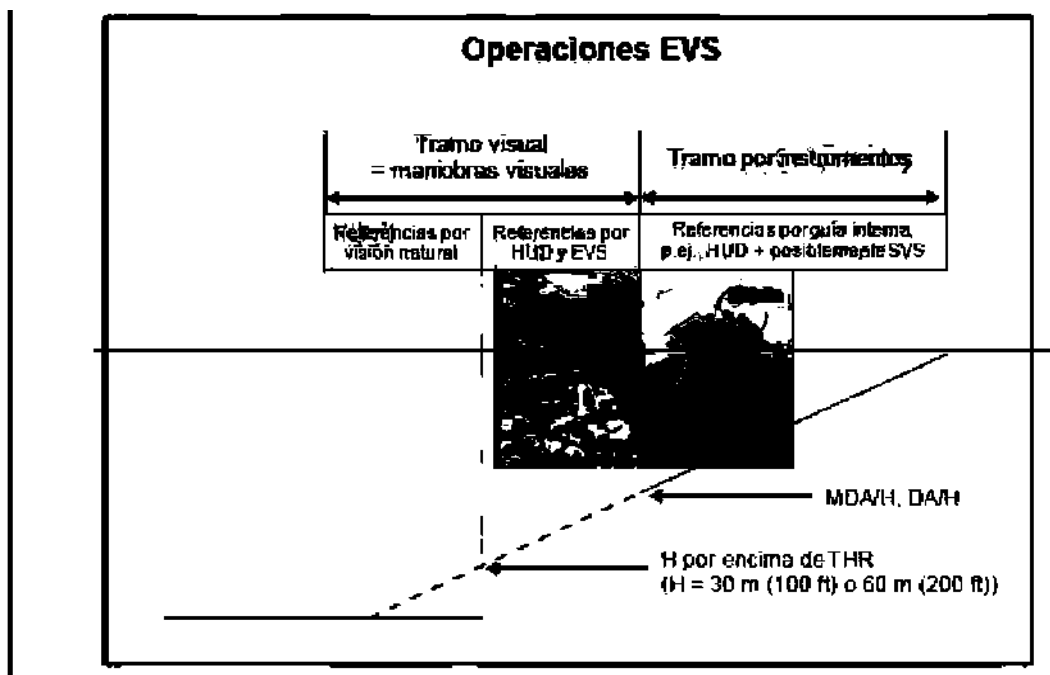 Operaciones EVS
Tramo visual
= maniobras visuales
Tramo por instrumentos
Referencias por
visión natural
Referencias por
HUD y EVS
Referencias por guía interna,
p.ej., HUD + posiblemente SVS
MDA/H, DA/H
H por encima de THR
(H = 30 m (100 ft) o 60 m (200 ft))